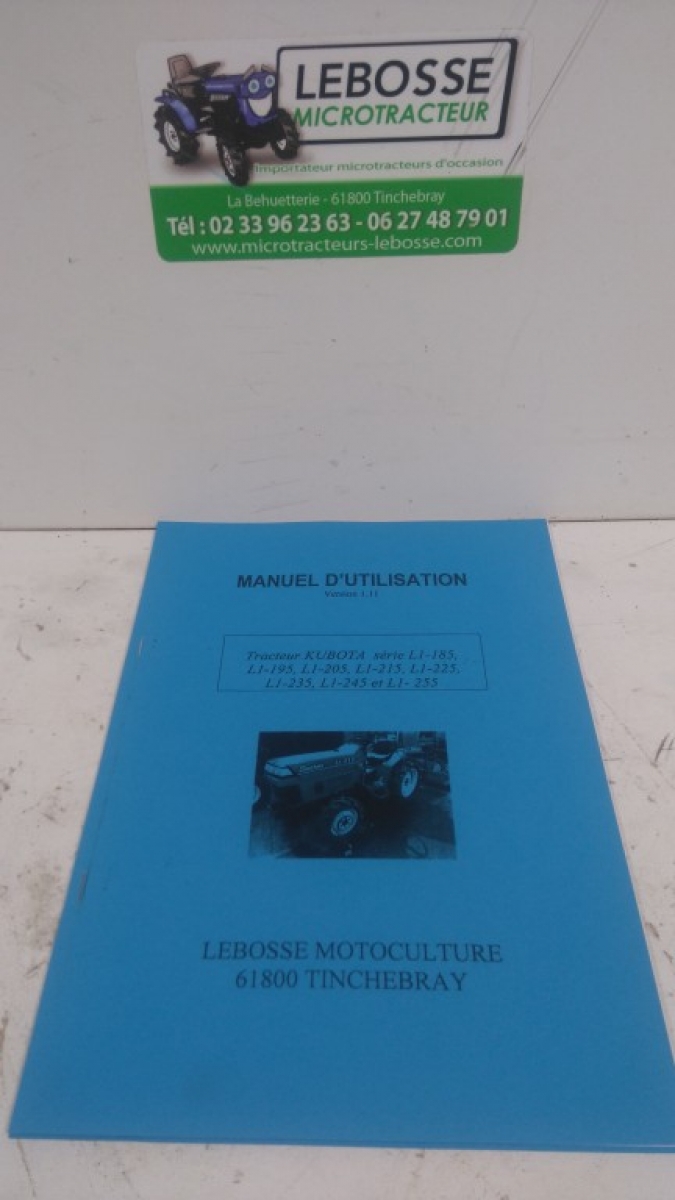 LEBOSSE
MICROTRACTEUR
Importateur microtracteurs d'occasion
La Behuetterie - 61800 Tinchebray
Tél : 02 33 96 23 63 - 06 27 48 79 01
www.microtracteurs-lebosse.com
MANUEL D'UTILISATION
Version 1.11
Tracteur KUBOTA série L1-185,
L1-195, L1-205, L1-215, L1-225,
L1-235, L1-245 et L1- 255
LEBOSSE MOTOCULTURE
61800 TINCHEBRAY